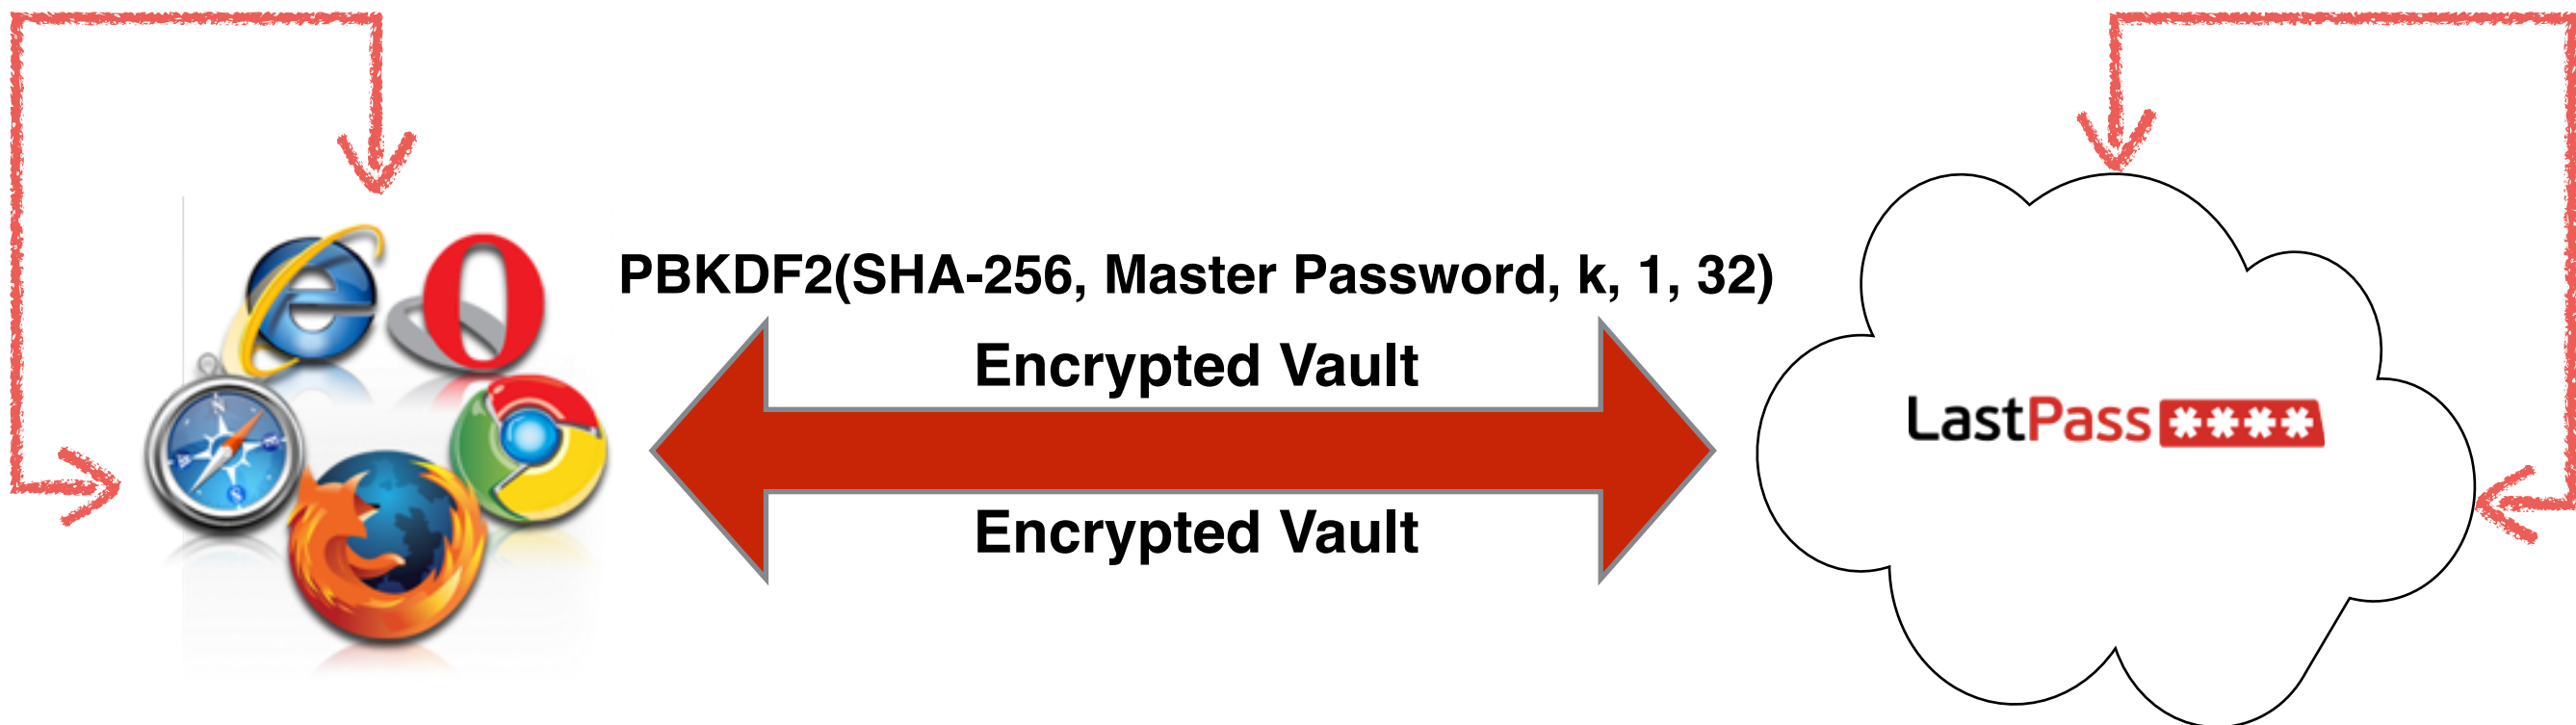 PBKDF2(SHA-256, Master Password, k, 1, 32)
Encrypted Vault
LastPass ****
Encrypted Vault